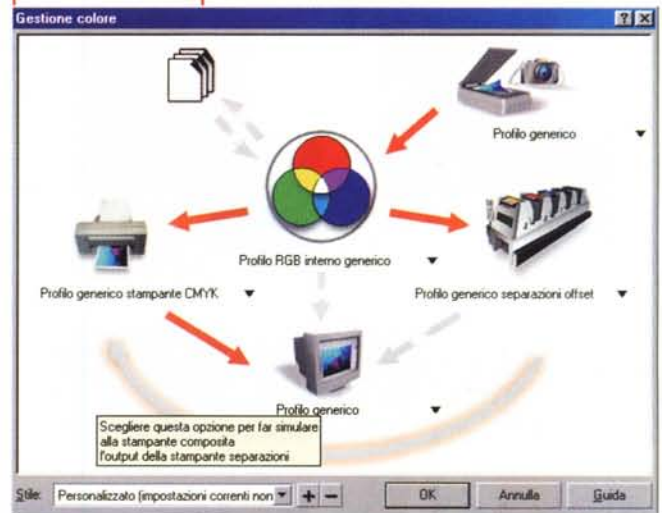 Gestione colore
Profilo generico
Profilo RGB interno generico
Profilo generico stampante CMYK
Profilo generico separazioni offset
Profilo generico
Scegliere questa opzione per far simulare
alla stampante composita
l'output della stampante separazioni
Stile: Personalizzato (impostazioni correnti non
OK
Annulla
Guida